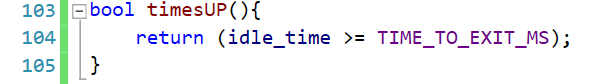 103 bool timesUP(){
104     return (idle_time >= TIME_TO_EXIT_MS);
105 }